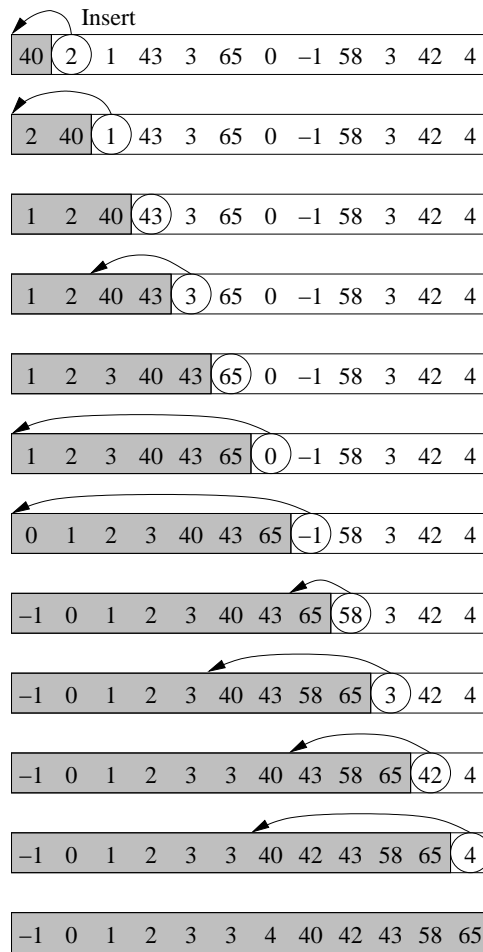 Insert
40 2 1 43 3 65 0 –1 58 3 42 4
2 40 1 43 3 65 0 –1 58 3 42 4
1 2 40 43 3 65 0 –1 58 3 42 4
1 2 40 43 3 65 0 –1 58 3 42 4
1 2 3 40 43 65 0 –1 58 3 42 4
1 2 3 40 43 65 0 –1 58 3 42 4
0 1 2 3 40 43 65 –1 58 3 42 4
–1 0 1 2 3 40 43 65 58 3 42 4
–1 0 1 2 3 40 43 58 65 3 42 4
–1 0 1 2 3 3 40 43 58 65 42 4
–1 0 1 2 3 3 40 42 43 58 65 4
–1 0 1 2 3 3 4 40 42 43 58 65